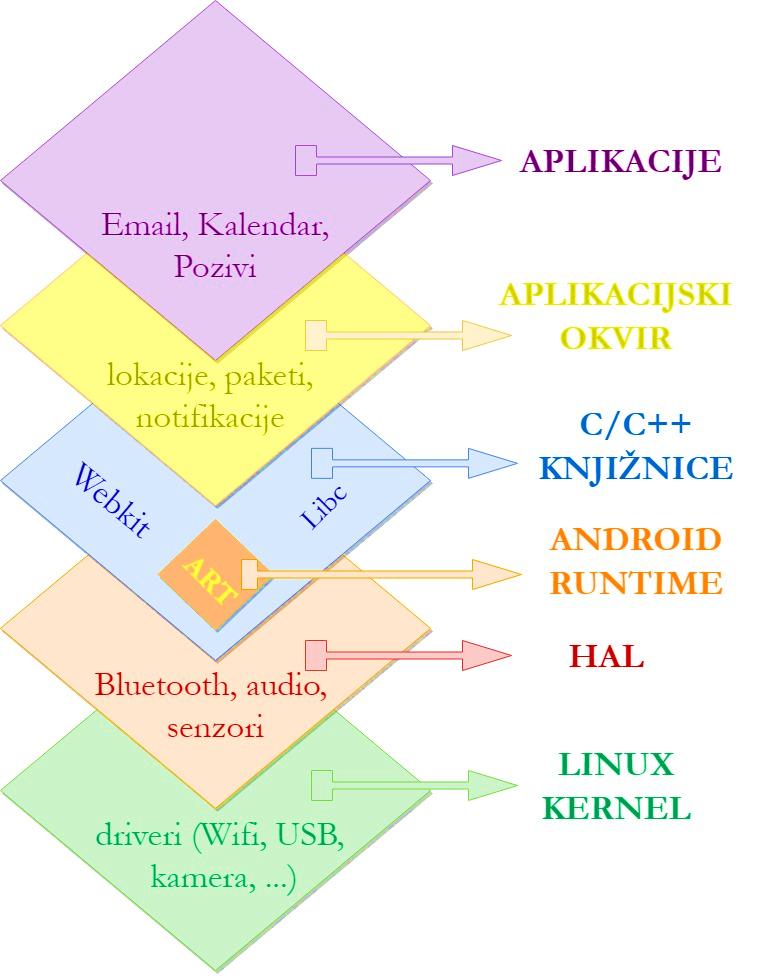 APLIKACIJE
Email, Kalendar,
Pozivi
APLIKACIJSKI
OKVIR
lokacije, paketi,
notifikacije
C/C++
KNJIŽNICE
Webkit
Libc
ANDROID
RUNTIME
ART
HAL
Bluetooth, audio,
senzori
LINUX
KERNEL
driveri (Wifi, USB,
kamera, ...)